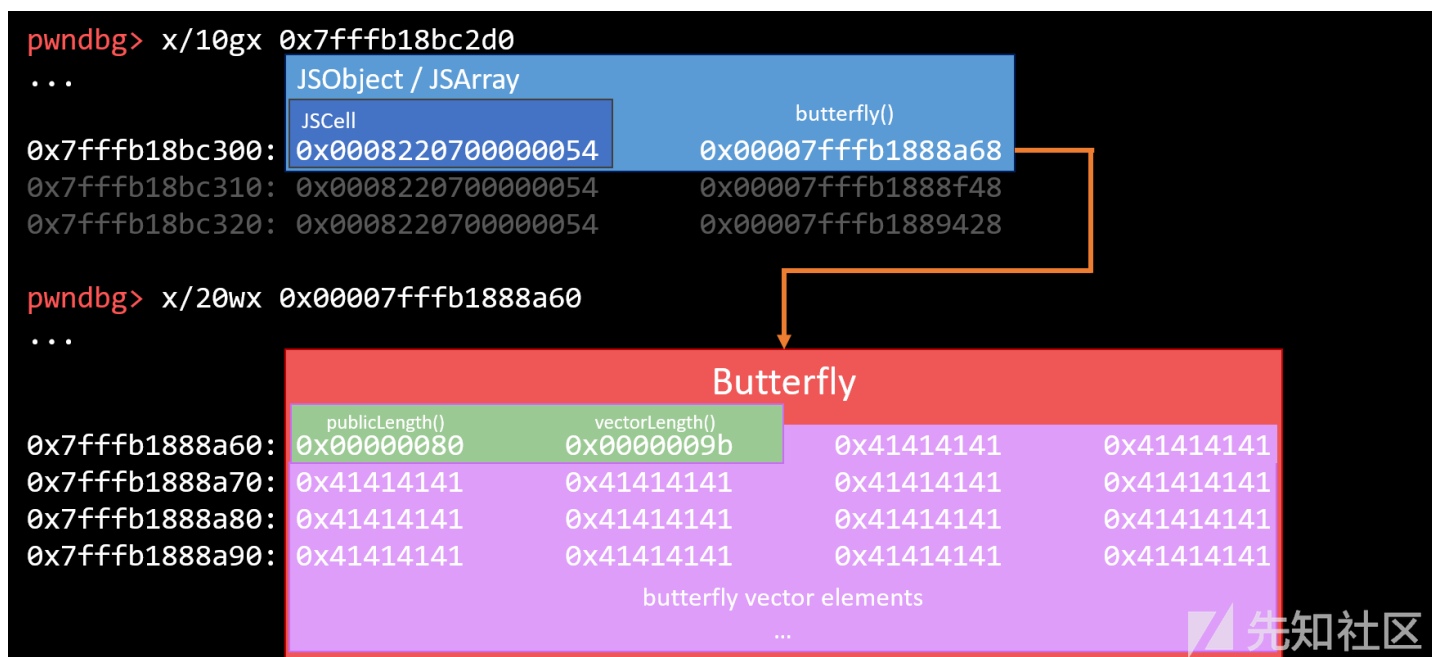 pwndbg> x/10gx 0x7fffb18bc2d0
...
JSObject / JSArray
JSCell
butterfly()
0x7fffb18bc300: 0x0008220700000054 0x00007fffb1888a68
0x7fffb18bc310: 0x0008220700000054 0x00007fffb1888f48
0x7fffb18bc320: 0x0008220700000054 0x00007fffb1889428
pwndbg> x/20wx 0x00007fffb1888a60
...
Butterfly
publicLength() vectorLength()
0x7fffb1888a60: 0x00000080 0x0000009b 0x41414141 0x41414141
0x7fffb1888a70: 0x41414141 0x41414141 0x41414141 0x41414141
0x7fffb1888a80: 0x41414141 0x41414141 0x41414141 0x41414141
0x7fffb1888a90: 0x41414141 0x41414141 0x41414141 0x41414141
butterfly vector elements
...
先知社区